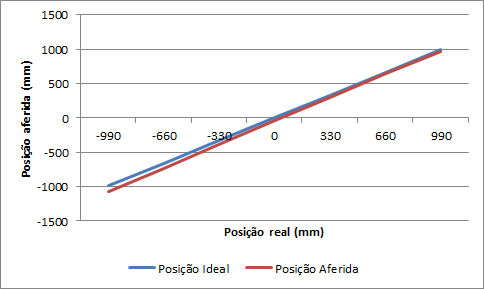 1500
1000
500
0
-500
-1000
-1500
Posição aferida (mm)
-990 -660 -330 0 330 660 990
Posição real (mm)
Posição Ideal Posição Aferida